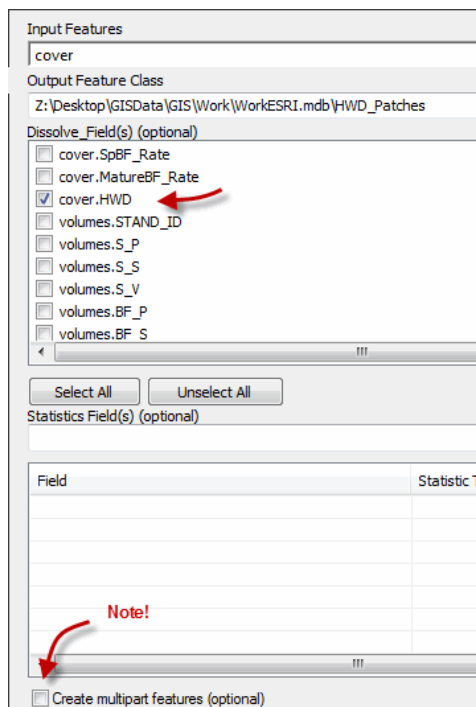 Input Features
cover
Output Feature Class
Z:\Desktop\GISData\GIS\Work\WorkESRI.mdb\HWD_Patches
Dissolve_Field(s) (optional)
cover.SpBF_Rate
cover.MatureBF_Rate
cover.HWD
volumes.STAND_ID
volumes.S_P
volumes.S_S
volumes.S_V
volumes.BF_P
volumes.BF_S
Select All Unselect All
Statistics Field(s) (optional)
Field Statistic T
Note!
Create multipart features (optional)